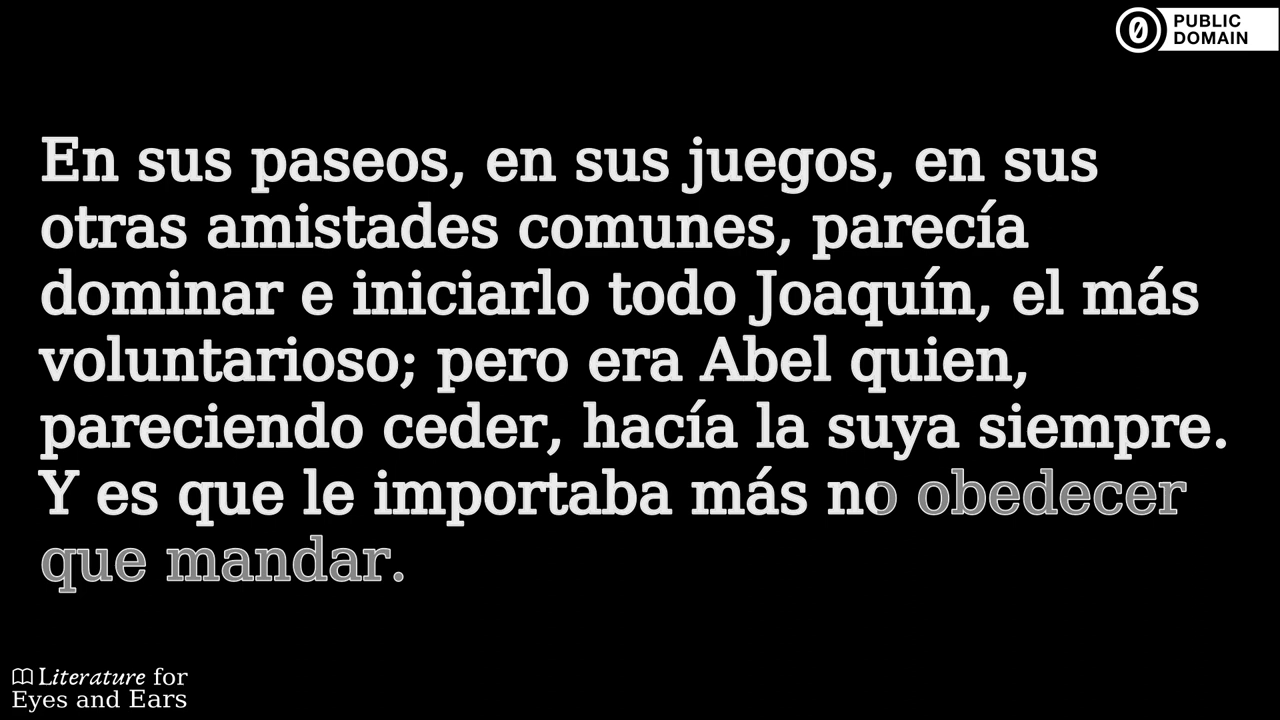 PUBLIC
DOMAIN
En sus paseos, en sus juegos, en sus
otras amistades comunes, parecía
dominar e iniciarlo todo Joaquín, el más
voluntarioso; pero era Abel quien,
pareciendo ceder, hacía la suya siempre.
Y es que le importaba más no obedecer
que mandar.
Literature for
Eyes and Ears